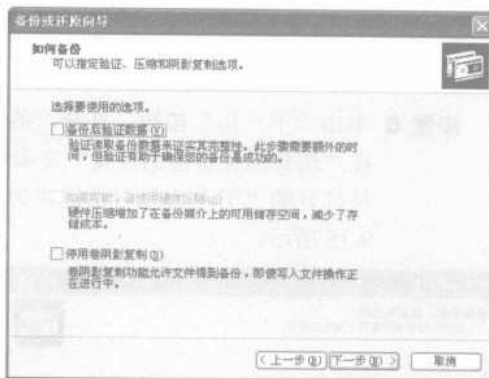 备份或还原向导
如何备份
可以指定验证、压缩和阴影复制选项。
选择要使用的选项。
备份后验证数据(V)
验证读取备份数据来证实其完整性。此步骤需要额外的时
间，但验证有助于确保您的备份是成功的。
硬件压缩增加了在备份媒介上的可用储存空间，减少了存
储成本。
停用卷阴影复制(D)
卷阴影复制功能允许文件得到备份，即使写入文件操作正
在进行中。
< 上一步(B) 下一步(N) > 取消